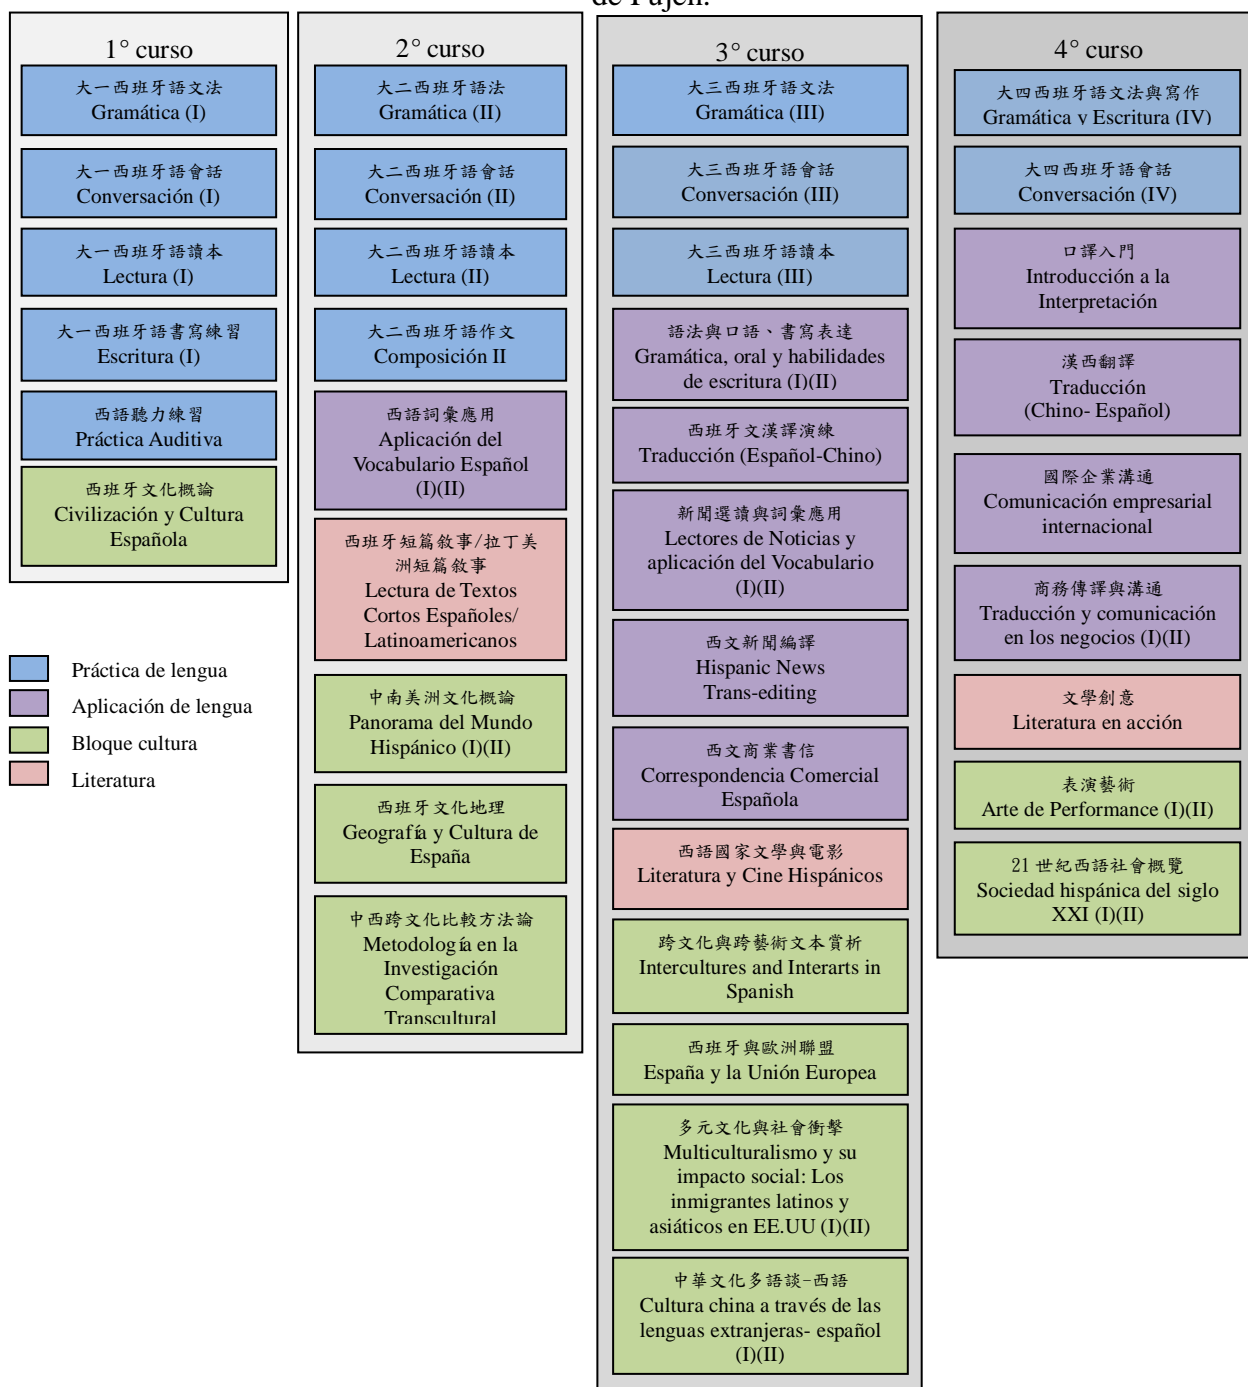 de Fujen.
1° curso
大一西班牙語文法
Gramática (I)
大一西班牙語會話
Conversación (I)
大一西班牙語讀本
Lectura (I)
大一西班牙語書寫練習
Escritura (I)
西語聽力練習
Práctica Auditiva
西班牙文化概論
Civilización y Cultura
Española
Práctica de lengua
Aplicación de lengua
Bloque cultura
Literatura
2° curso
大二西班牙語法
Gramática (II)
大二西班牙語會話
Conversación (II)
大二西班牙語讀本
Lectura (II)
大二西班牙語作文
Composición II
西語詞彙應用
Aplicación del
Vocabulario Español
(I)(II)
西班牙短篇敘事/拉丁美
洲短篇敘事
Lectura de Textos
Cortos Españoles/
Latinoamericanos
中南美洲文化概論
Panorama del Mundo
Hispánico (I)(II)
西班牙文化地理
Geografía y Cultura de
España
中西跨文化比較方法論
Metodología en la
Investigación
Comparativa
Transcultural
3° curso
大三西班牙語文法
Gramática (III)
大三西班牙語會話
Conversación (III)
大三西班牙語讀本
Lectura (III)
語法與口語、書寫表達
Gramática, oral y habilidades
de escritura (I)(II)
西班牙文漢譯演練
Traducción (Español-Chino)
新聞選讀與詞彙應用
Lectores de Noticias y
aplicación del Vocabulario
(I)(II)
西文新聞編譯
Hispanic News
Trans-editing
西文商業書信
Correspondencia Comercial
Española
西語國家文學與電影
Literatura y Cine Hispánicos
跨文化與跨藝術文本賞析
Intercultures and Interarts in
Spanish
西班牙與歐洲聯盟
España y la Unión Europea
多元文化與社會衝擊
Multiculturalismo y su
impacto social: Los
inmigrantes latinos y
asiáticos en EE.UU (I)(II)
中華文化多語談-西語
Cultura china a través de las
lenguas extranjeras- español
(I)(II)
4° curso
大四西班牙語文法與寫作
Gramática y Escritura (IV)
大四西班牙語會話
Conversación (IV)
口譯入門
Introducción a la
Interpretación
漢西翻譯
Traducción
(Chino- Español)
國際企業溝通
Comunicación empresarial
internacional
商務傳譯與溝通
Traducción y comunicación
en los negocios (I)(II)
文學創意
Literatura en acción
表演藝術
Arte de Performance (I)(II)
21 世紀西語社會概覽
Sociedad hispánica del siglo
XXI (I)(II)